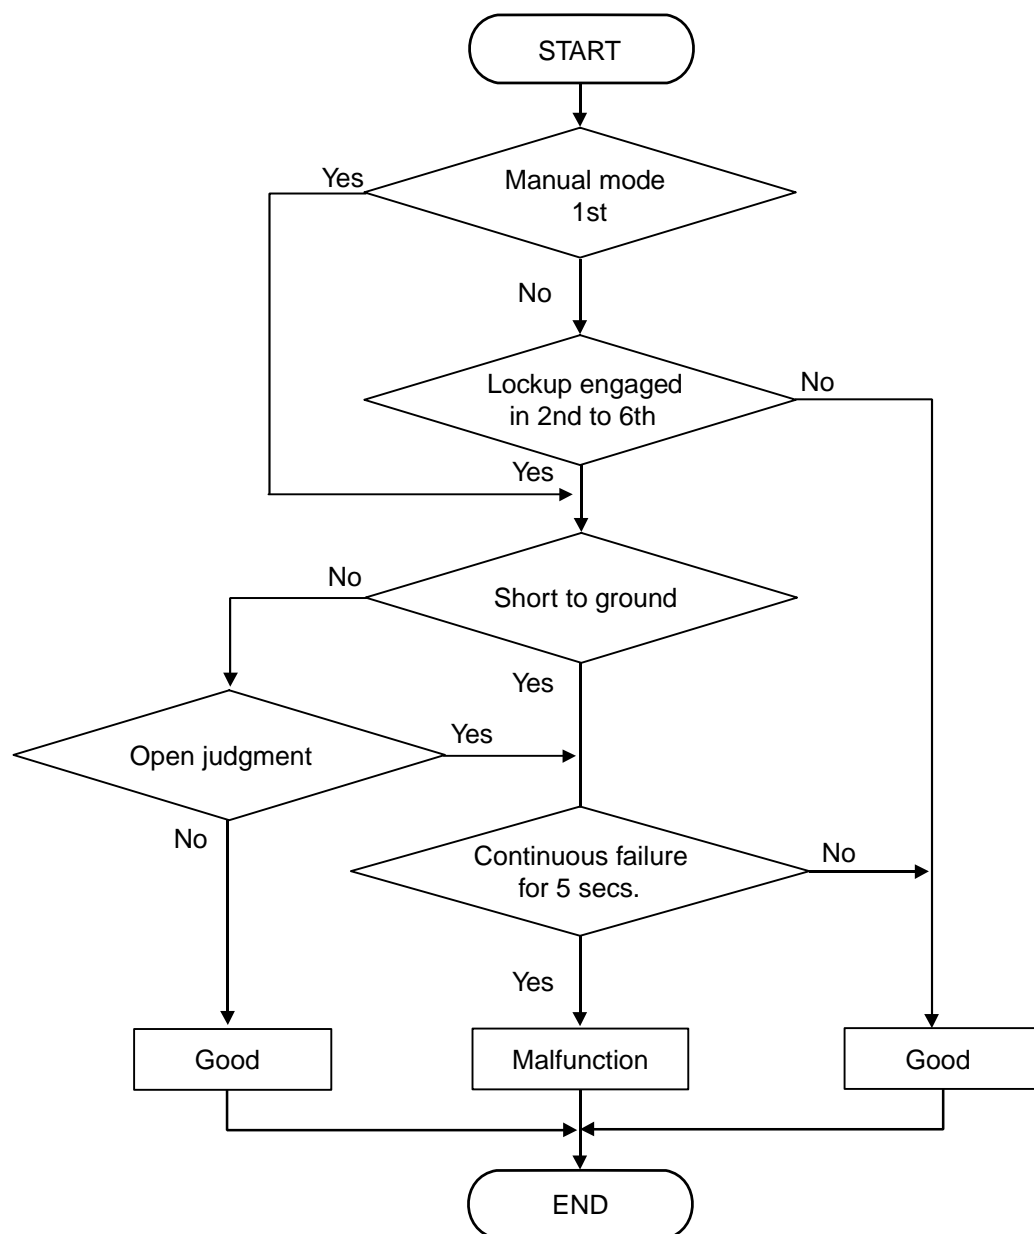 START
Yes
Manual mode
1st
No
Lockup engaged
in 2nd to 6th
No
Yes
No
Short to ground
Yes
Open judgment
Yes
No
Continuous failure
for 5 secs.
No
Yes
Good
Malfunction
Good
END